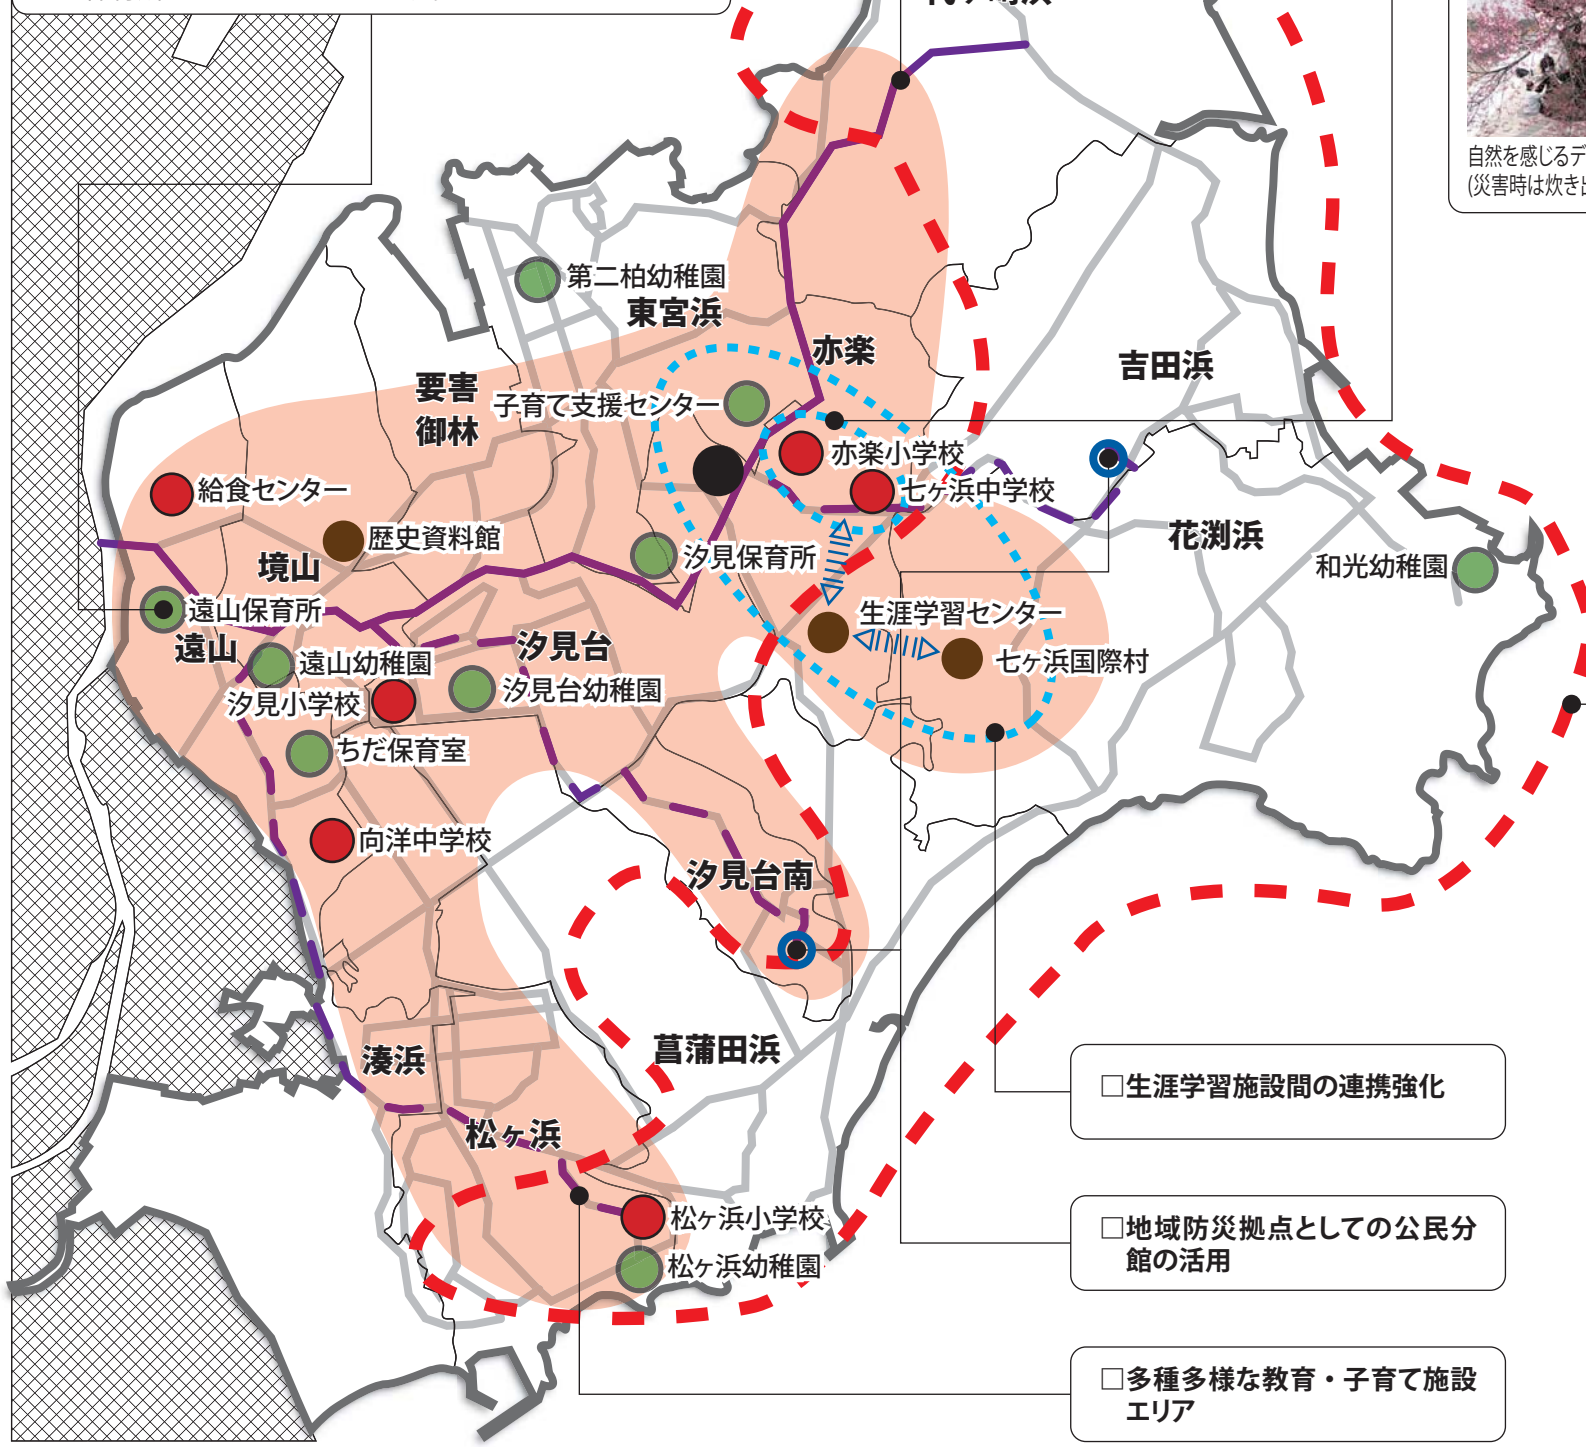 自然を感じるデ
(災害時は炊き出
第二柏幼稚園
東宮浜
亦楽
吉田浜
要害
御林
子育て支援センター
亦楽小学校
給食センター
七ヶ浜中学校
歴史資料館
花渕浜
境山
汐見保育所
和光幼稚園
遠山保育所
生涯学習センター
遠山
汐見台
遠山幼稚園
七ヶ浜国際村
汐見台幼稚園
汐見小学校
ちだ保育室
向洋中学校
汐見台南
菖蒲田浜
湊浜
□生涯学習施設間の連携強化
松ヶ浜
松ヶ浜小学校
□地域防災拠点としての公民分
館の活用
松ヶ浜幼稚園
□多種多様な教育・子育て施設
エリア